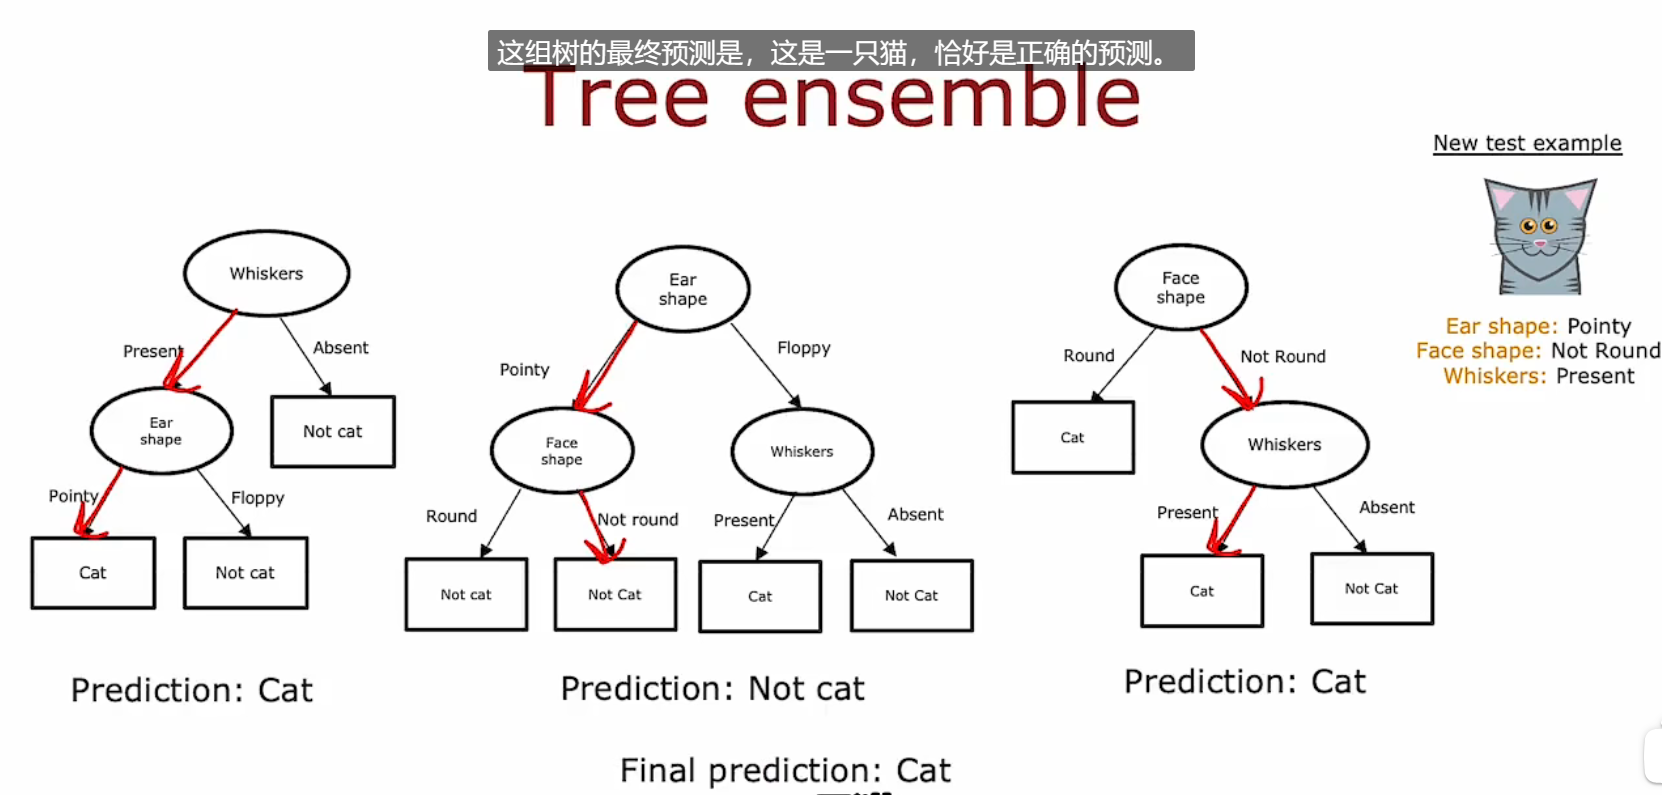 这组树的最终预测是，这是一只猫，恰好是正确的预测。
Tree ensemble
New test example
Ear shape: Pointy
Face shape: Not Round
Whiskers: Present
Whiskers
Present
Absent
Ear
shape
Not cat
Pointy
Floppy
Cat
Not cat
Prediction: Cat
Ear
shape
Pointy
Floppy
Face
shape
Whiskers
Round
Not round
Present
Absent
Not cat
Not Cat
Cat
Not Cat
Prediction: Not cat
Face
shape
Round
Not Round
Cat
Whiskers
Present
Absent
Cat
Not Cat
Prediction: Cat
Final prediction: Cat